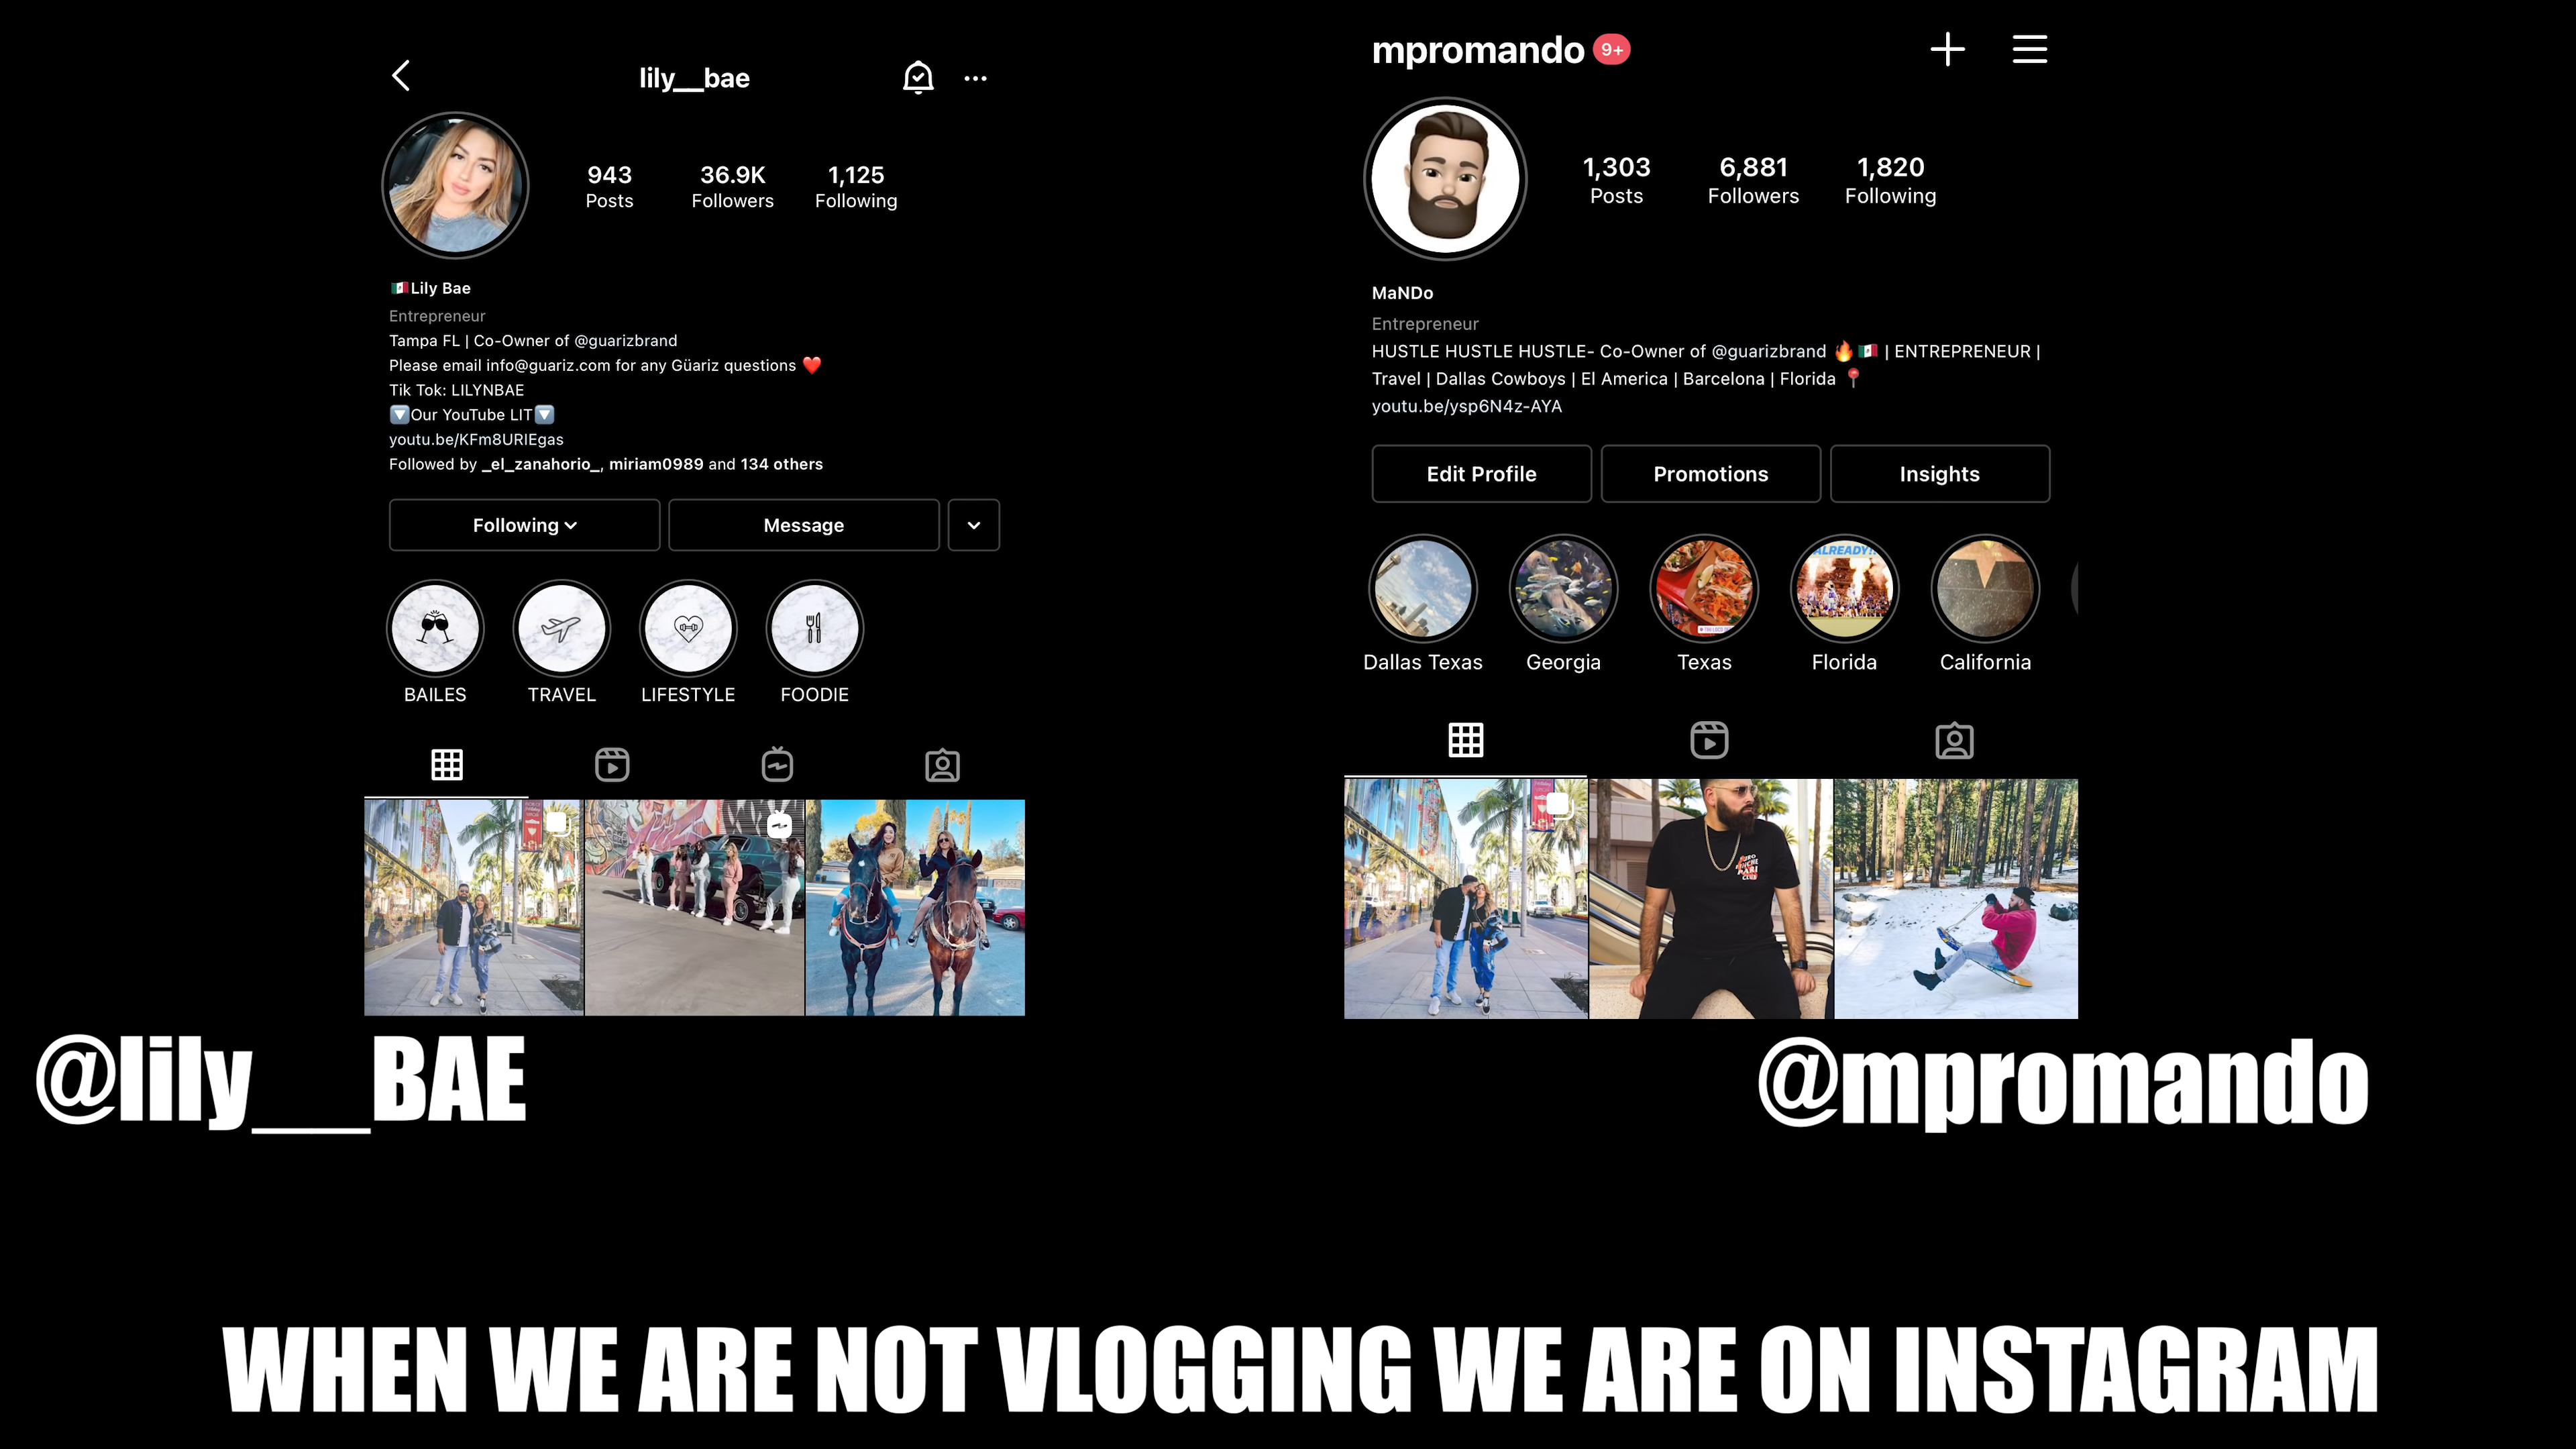 lily__bae
943 36.9K 1,125
Posts Followers Following
🇲🇽Lily Bae
Entrepreneur
Tampa FL | Co-Owner of @guarizbrand
Please email info@guariz.com for any Güariz questions ❤️
Tik Tok: LILYNBAE
🔽Our YouTube LIT🔽
youtu.be/KFm8URIEgas
Followed by _el_zanahorio_, miriam0989 and 134 others
Following Message
BAILES TRAVEL LIFESTYLE FOODIE
@lily__BAE
mpromando 9+
1,303 6,881 1,820
Posts Followers Following
MaNDo
Entrepreneur
HUSTLE HUSTLE HUSTLE- Co-Owner of @guarizbrand 🔥🇲🇽 | ENTREPRENEUR |
Travel | Dallas Cowboys | El America | Barcelona | Florida 📍
youtu.be/ysp6N4z-AYA
Edit Profile Promotions Insights
ALREADY!
Dallas Texas Georgia Texas Florida California
@mpromando
WHEN WE ARE NOT VLOGGING WE ARE ON INSTAGRAM